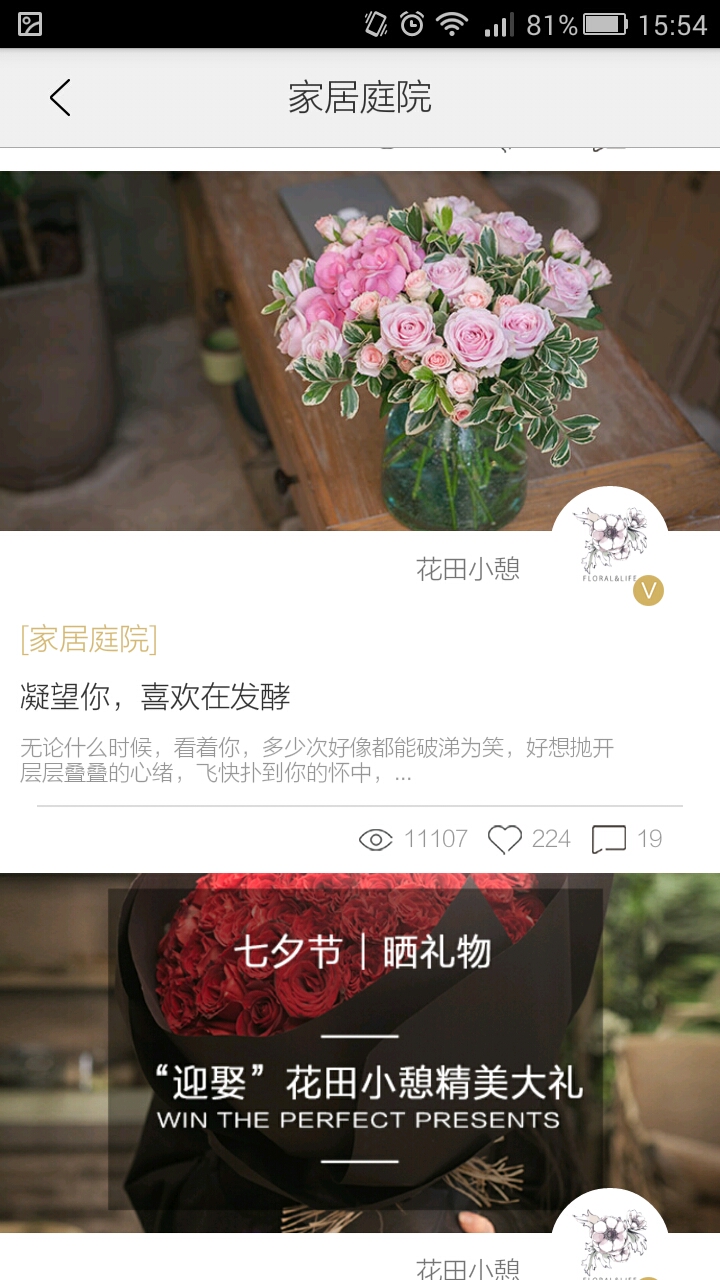 81% 15:54
家居庭院
花田小憩
FLORAL&LIFE
V
[家居庭院]
凝望你，喜欢在发酵
无论什么时候，看着你，多少次好像都能破涕为笑，好想抛开
层层叠叠的心绪，飞快扑到你的怀中，...
11107 224 19
七夕节｜晒礼物
“迎娶”花田小憩精美大礼
WIN THE PERFECT PRESENTS
花田小憩